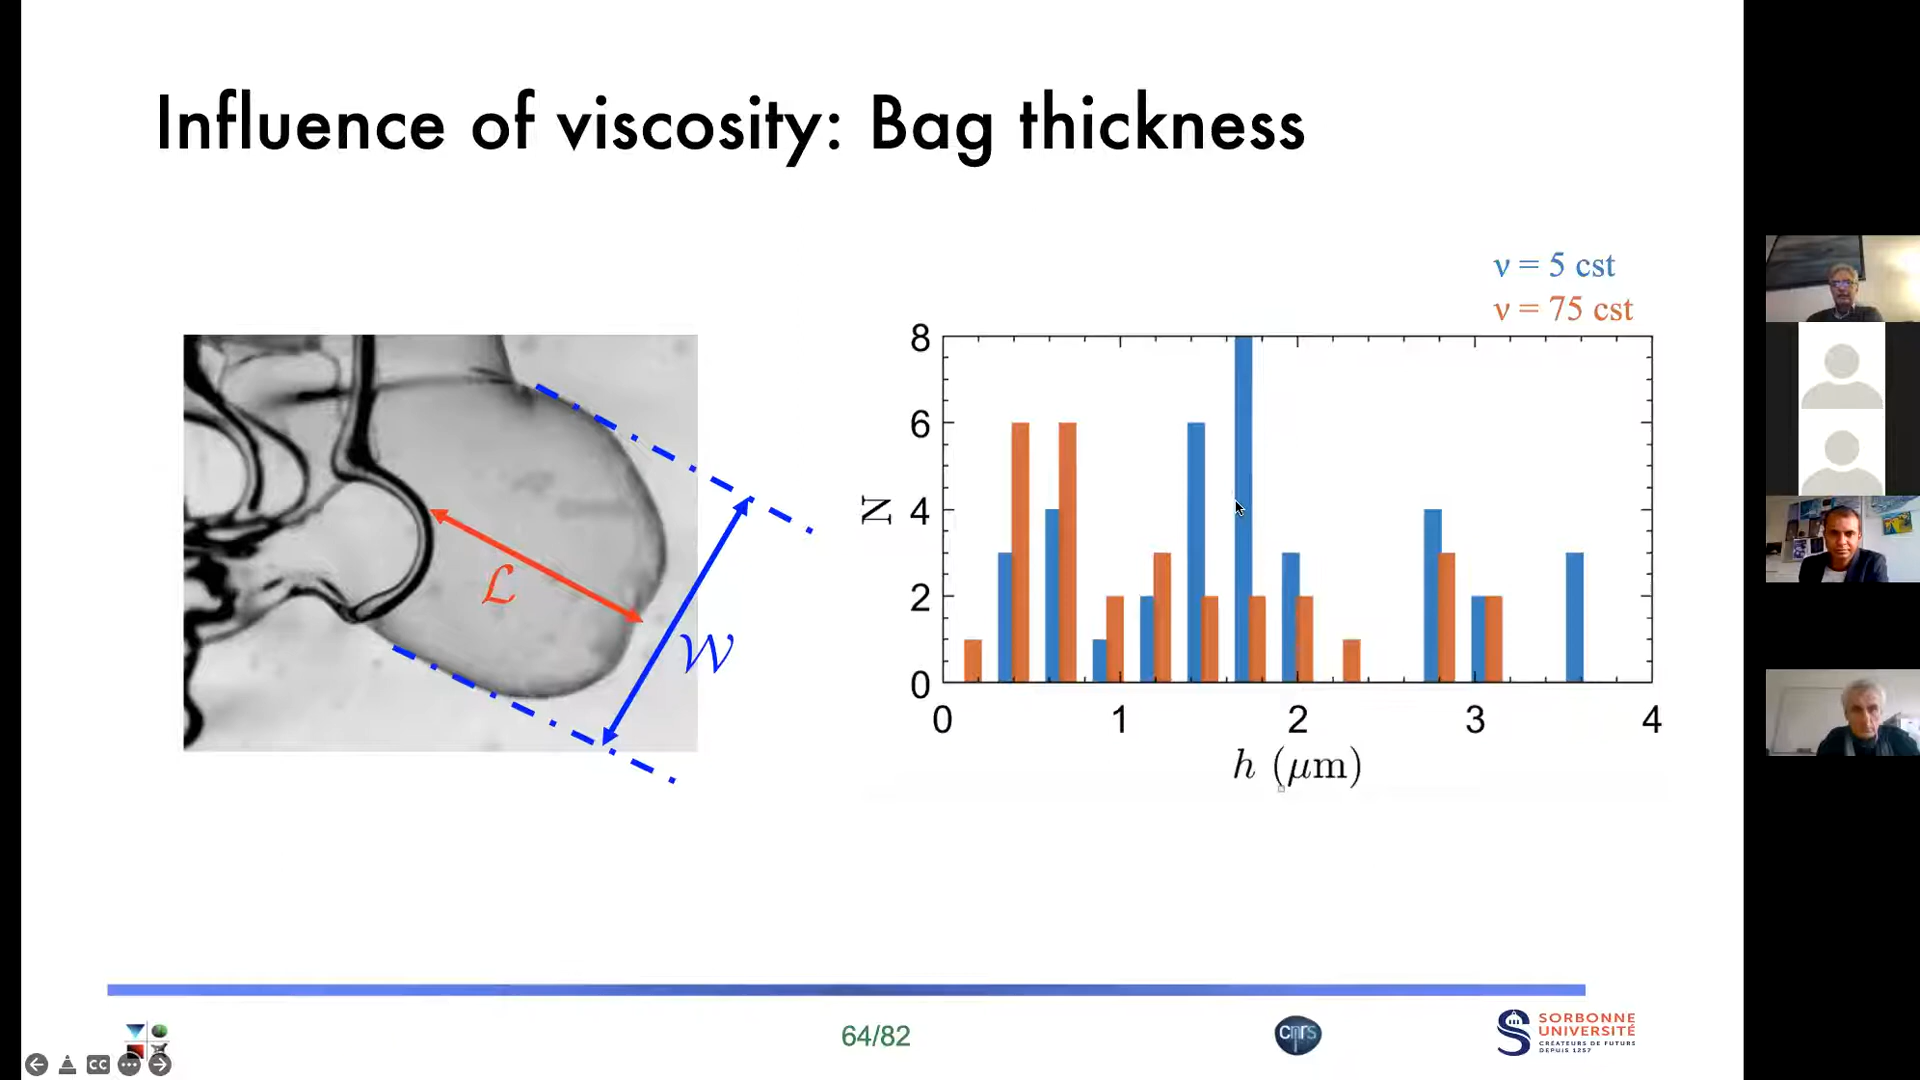 Influence of viscosity: Bag thickness
ν = 5 cst
ν = 75 cst
ℒ
𝒲
N
8
6
4
2
0
0 1 2 3 4
h (μm)
64/82
cnrs
SORBONNE
UNIVERSITÉ
CRÉATEURS DE FUTURS
DEPUIS 1257
CC